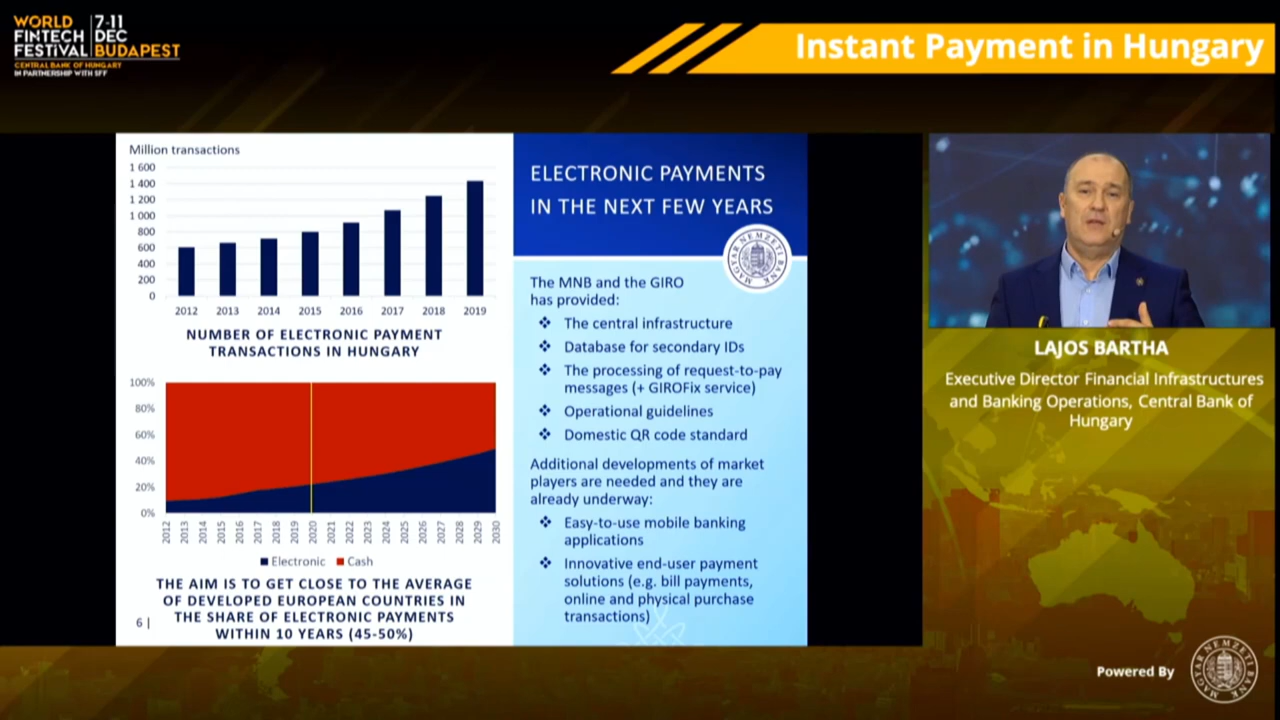 WORLD
FINTECH
FESTIVAL
7-11
DEC
BUDAPEST
CENTRAL BANK OF HUNGARY
IN PARTNERSHIP WITH SFF
Instant Payment in Hungary
Million transactions
1 600
1 400
1 200
1 000
800
600
400
200
0
2012 2013 2014 2015 2016 2017 2018 2019
NUMBER OF ELECTRONIC PAYMENT
TRANSACTIONS IN HUNGARY
100%
80%
60%
40%
20%
0%
2012 2013 2014 2015 2016 2017 2018 2019 2020 2021 2022 2023 2024 2025 2026 2027 2028 2029 2030
Electronic Cash
THE AIM IS TO GET CLOSE TO THE AVERAGE
OF DEVELOPED EUROPEAN COUNTRIES IN
THE SHARE OF ELECTRONIC PAYMENTS
WITHIN 10 YEARS (45-50%)
6 |
ELECTRONIC PAYMENTS
IN THE NEXT FEW YEARS
MAGYAR NEMZETI BANK
The MNB and the GIRO
has provided:
❖ The central infrastructure
❖ Database for secondary IDs
❖ The processing of request-to-pay
messages (+ GIROFix service)
❖ Operational guidelines
❖ Domestic QR code standard
Additional developments of market
players are needed and they are
already underway:
❖ Easy-to-use mobile banking
applications
❖ Innovative end-user payment
solutions (e.g. bill payments,
online and physical purchase
transactions)
LAJOS BARTHA
Executive Director Financial Infrastructures
and Banking Operations, Central Bank of
Hungary
Powered By
MAGYAR NEMZETI BANK